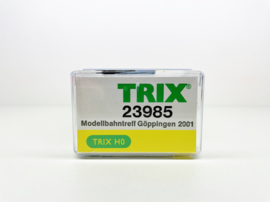 TRIX®
23985
Modellbahntreff Göppingen 2001
TRIX H0